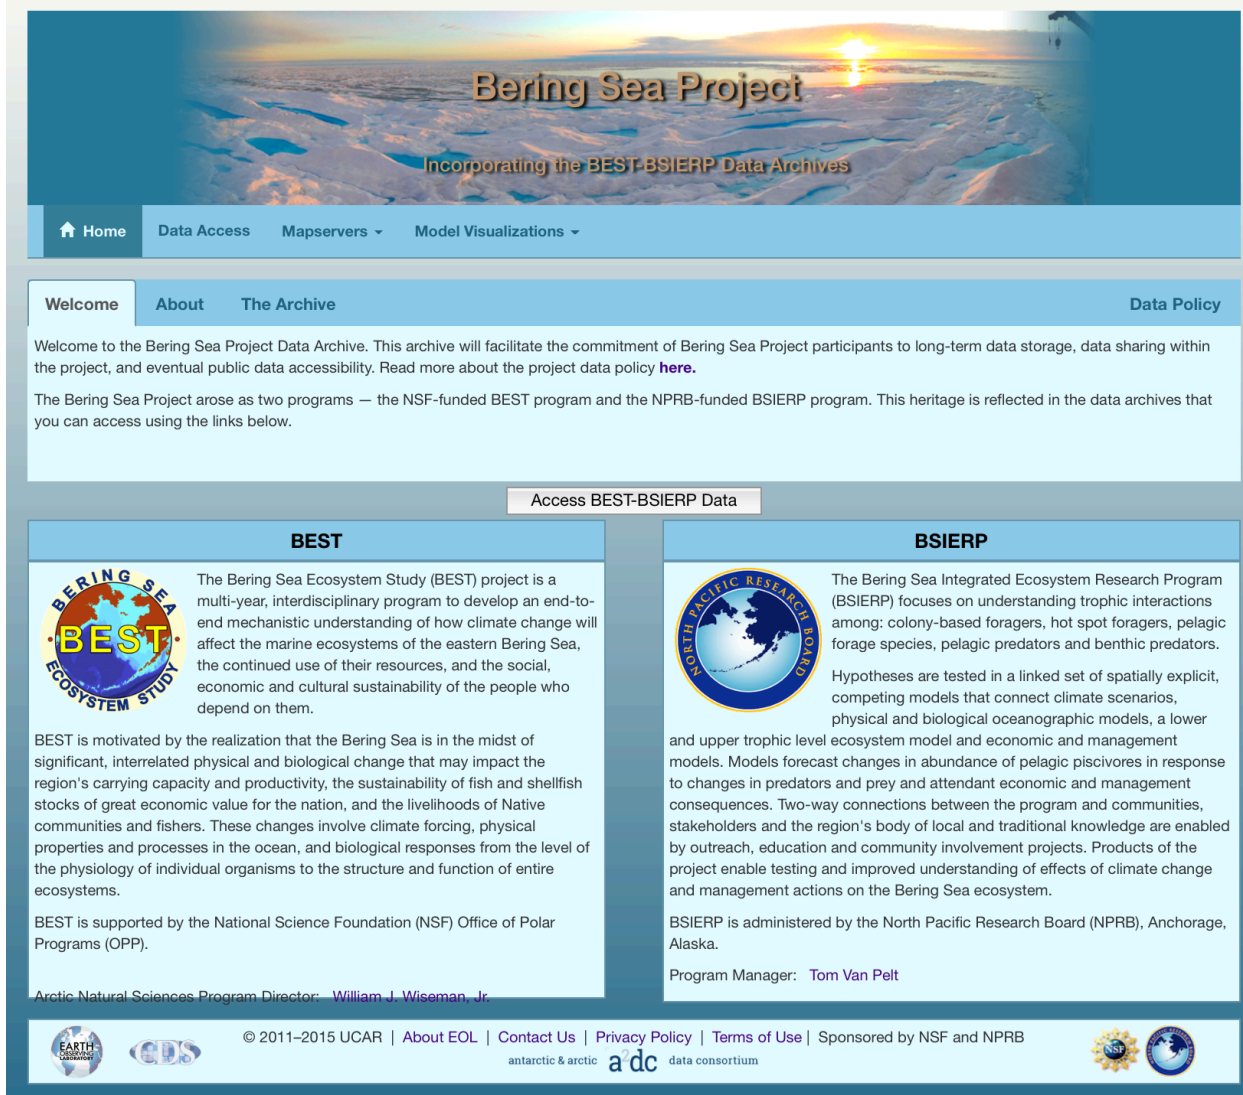 Bering Sea Project
Incorporating the BEST-BSIERP Data Archives
Home Data Access Mapservers Model Visualizations
Welcome About The Archive Data Policy
Welcome to the Bering Sea Project Data Archive. This archive will facilitate the commitment of Bering Sea Project participants to long-term data storage, data sharing within
the project, and eventual public data accessibility. Read more about the project data policy here.
The Bering Sea Project arose as two programs — the NSF-funded BEST program and the NPRB-funded BSIERP program. This heritage is reflected in the data archives that
you can access using the links below.
Access BEST-BSIERP Data
BEST
BERING SEA
BEST
ECOSYSTEM STUDY
The Bering Sea Ecosystem Study (BEST) project is a
multi-year, interdisciplinary program to develop an end-to-
end mechanistic understanding of how climate change will
affect the marine ecosystems of the eastern Bering Sea,
the continued use of their resources, and the social,
economic and cultural sustainability of the people who
depend on them.
BEST is motivated by the realization that the Bering Sea is in the midst of
significant, interrelated physical and biological change that may impact the
region's carrying capacity and productivity, the sustainability of fish and shellfish
stocks of great economic value for the nation, and the livelihoods of Native
communities and fishers. These changes involve climate forcing, physical
properties and processes in the ocean, and biological responses from the level of
the physiology of individual organisms to the structure and function of entire
ecosystems.
BEST is supported by the National Science Foundation (NSF) Office of Polar
Programs (OPP).
Arctic Natural Sciences Program Director: William J. Wiseman, Jr.
BSIERP
NORTH PACIFIC RESEARCH BOARD
The Bering Sea Integrated Ecosystem Research Program
(BSIERP) focuses on understanding trophic interactions
among: colony-based foragers, hot spot foragers, pelagic
forage species, pelagic predators and benthic predators.
Hypotheses are tested in a linked set of spatially explicit,
competing models that connect climate scenarios,
physical and biological oceanographic models, a lower
and upper trophic level ecosystem model and economic and management
models. Models forecast changes in abundance of pelagic piscivores in response
to changes in predators and prey and attendant economic and management
consequences. Two-way connections between the program and communities,
stakeholders and the region's body of local and traditional knowledge are enabled
by outreach, education and community involvement projects. Products of the
project enable testing and improved understanding of effects of climate change
and management actions on the Bering Sea ecosystem.
BSIERP is administered by the North Pacific Research Board (NPRB), Anchorage,
Alaska.
Program Manager: Tom Van Pelt
EARTH
OBSERVING
LABORATORY
CDS
© 2011–2015 UCAR | About EOL | Contact Us | Privacy Policy | Terms of Use | Sponsored by NSF and NPRB
antarctic & arctic a2dc data consortium
NSF